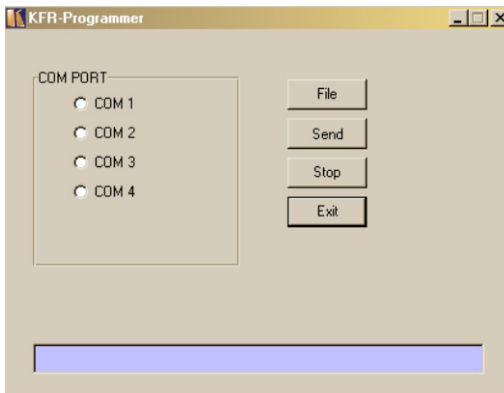 KFR-Programmer
COM PORT
COM 1
COM 2
COM 3
COM 4
File
Send
Stop
Exit